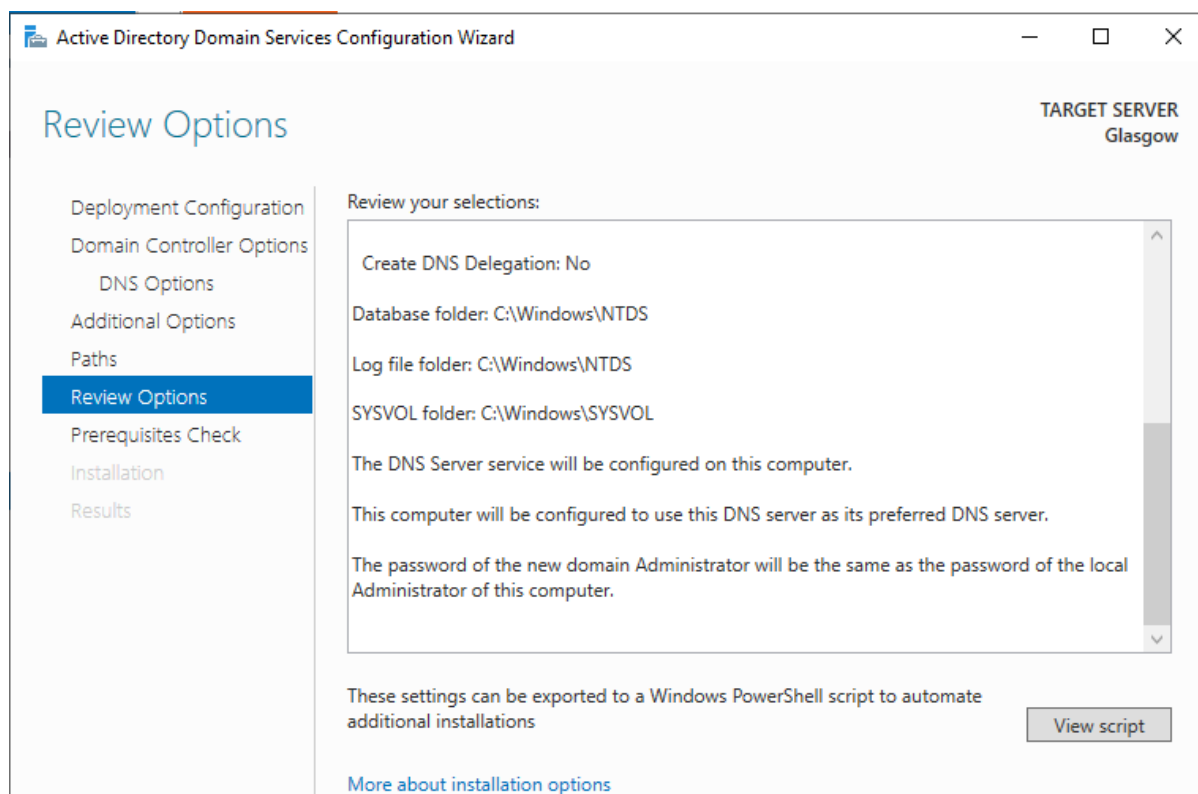 Active Directory Domain Services Configuration Wizard
Review Options
TARGET SERVER
Glasgow
Deployment Configuration
Domain Controller Options
DNS Options
Additional Options
Paths
Review Options
Prerequisites Check
Installation
Results
Review your selections:
Create DNS Delegation: No
Database folder: C:\Windows\NTDS
Log file folder: C:\Windows\NTDS
SYSVOL folder: C:\Windows\SYSVOL
The DNS Server service will be configured on this computer.
This computer will be configured to use this DNS server as its preferred DNS server.
The password of the new domain Administrator will be the same as the password of the local
Administrator of this computer.
These settings can be exported to a Windows PowerShell script to automate
additional installations
View script
More about installation options